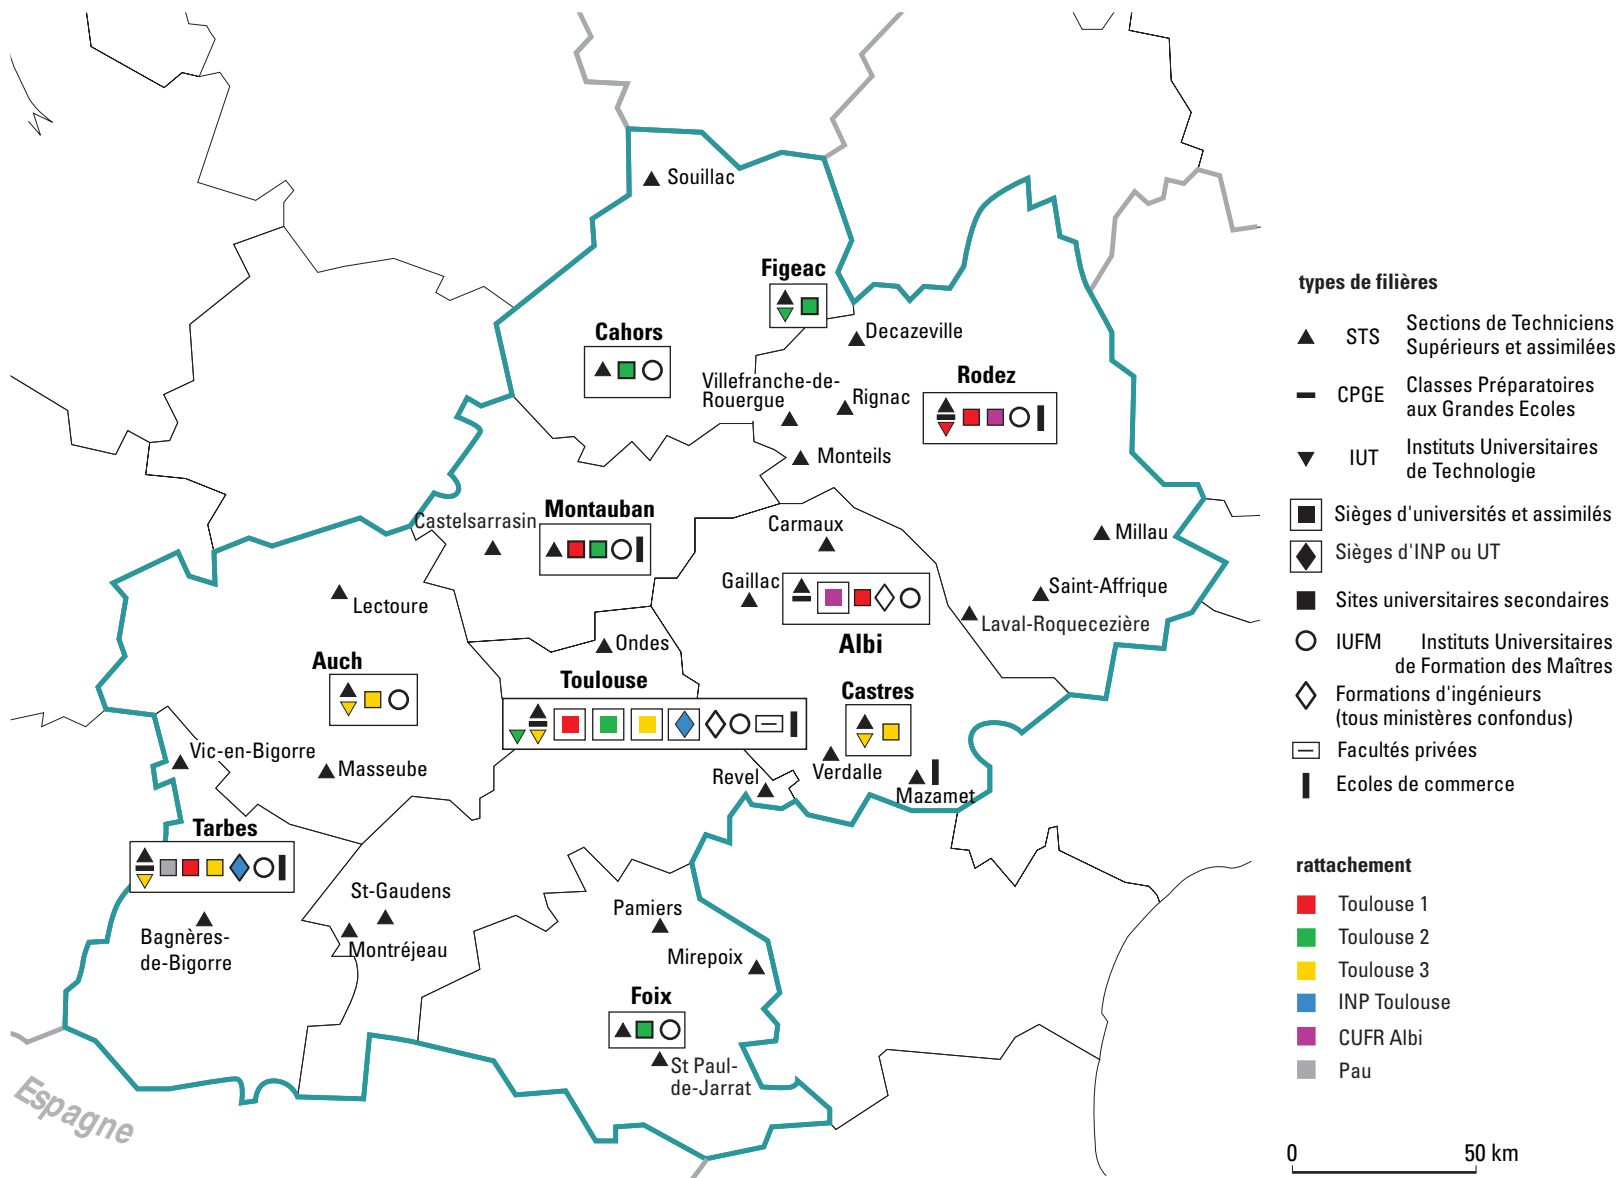 Souillac
Figeac
Decazeville
Cahors
Villefranche-de-
Rouergue
Rignac
Rodez
Monteils
Castelsarrasin
Montauban
Carmaux
Millau
Gaillac
Saint-Affrique
Lectoure
Laval-Roquecezière
Ondes
Albi
Auch
Toulouse
Castres
Vic-en-Bigorre
Masseube
Revel
Verdalle
Mazamet
Tarbes
St-Gaudens
Montréjeau
Bagnères-
de-Bigorre
Pamiers
Mirepoix
Foix
St Paul-
de-Jarrat
Espagne
types de filières
STS Sections de Techniciens
Supérieurs et assimilées
CPGE Classes Préparatoires
aux Grandes Ecoles
IUT Instituts Universitaires
de Technologie
Sièges d'universités et assimilés
Sièges d'INP ou UT
Sites universitaires secondaires
IUFM Instituts Universitaires
de Formation des Maîtres
Formations d'ingénieurs
(tous ministères confondus)
Facultés privées
Ecoles de commerce
rattachement
Toulouse 1
Toulouse 2
Toulouse 3
INP Toulouse
CUFR Albi
Pau
0 50 km